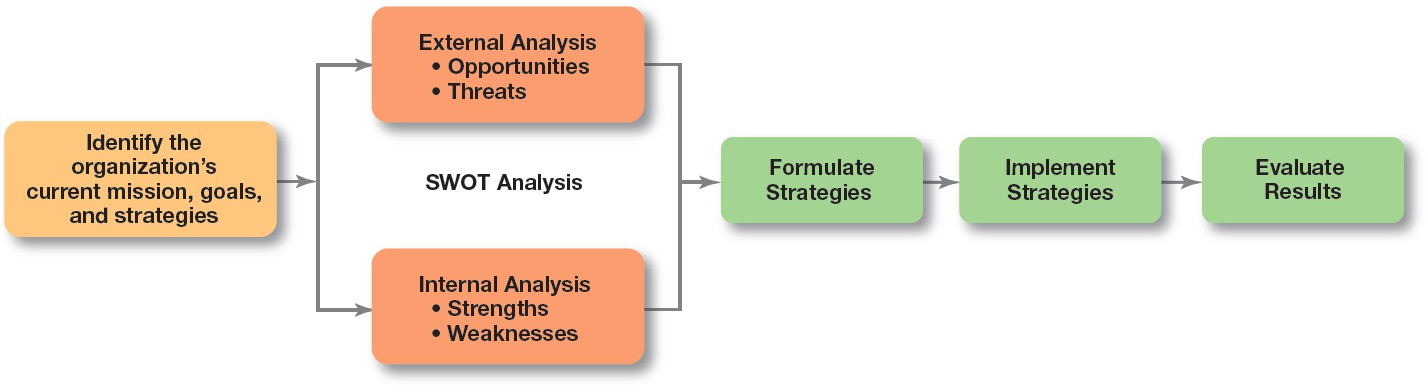 Identify the
organization’s
current mission, goals,
and strategies
External Analysis
• Opportunities
• Threats
SWOT Analysis
Internal Analysis
• Strengths
• Weaknesses
Formulate
Strategies
Implement
Strategies
Evaluate
Results